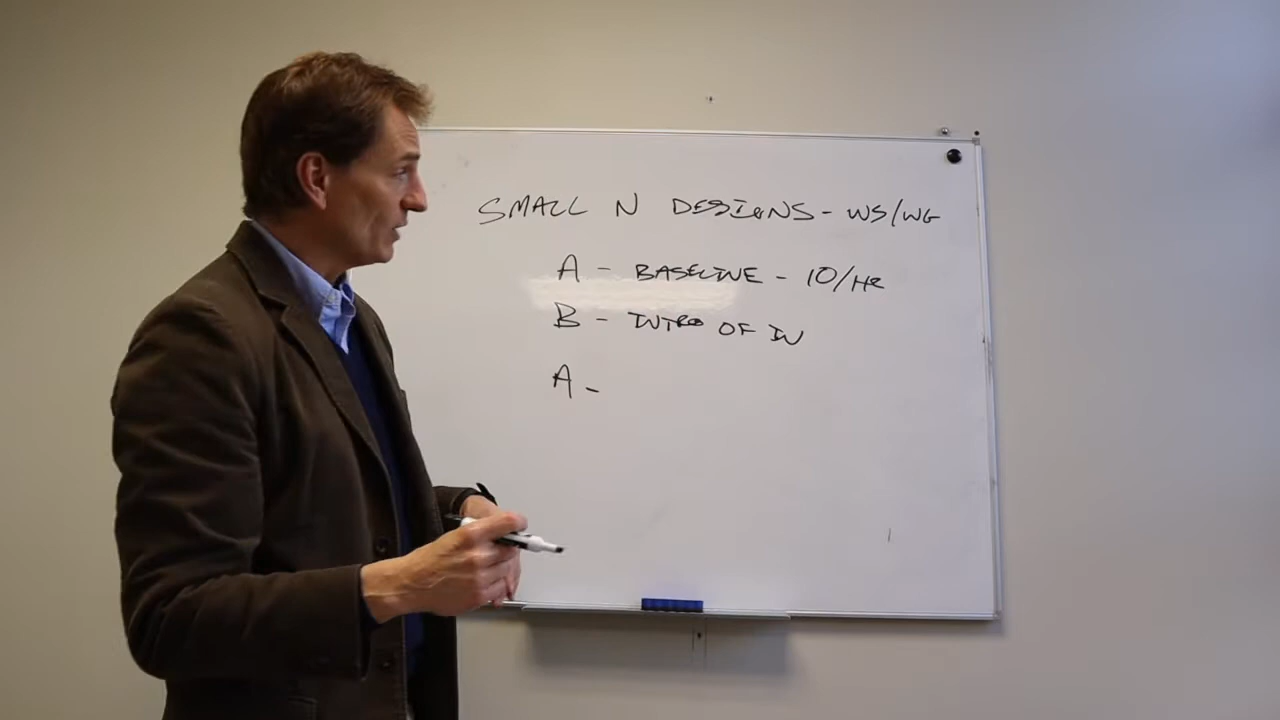 SMALL N DESIGNS - WS/WG
A - BASELINE - 10/HR
B - INTRO OF IV
A -